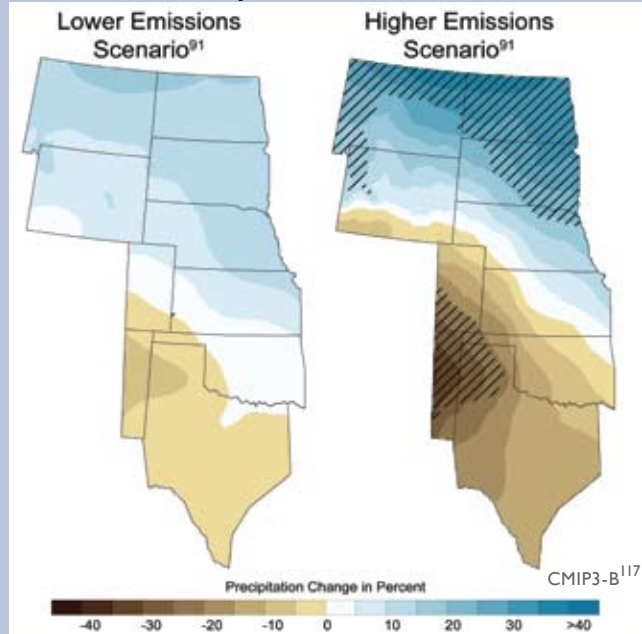 Lower Emissions
Scenario91
Higher Emissions
Scenario91
CMIP3-B117
Precipitation Change in Percent
-40 -30 -20 -10 0 10 20 30 >40